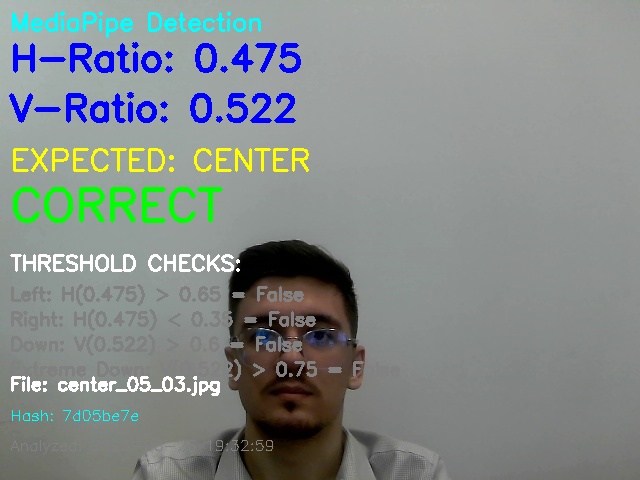 MediaPipe Detection
H-Ratio: 0.475
V-Ratio: 0.522
EXPECTED: CENTER
CORRECT
THRESHOLD CHECKS:
Left: H(0.475) > 0.65 = False
Right: H(0.475) < 0.35 = False
Down: V(0.522) > 0.6 = False
Extreme Down: V(0.522) > 0.75 = False
File: center_05_03.jpg
Hash: 7d05be7e
Analyzed: 19:32:59